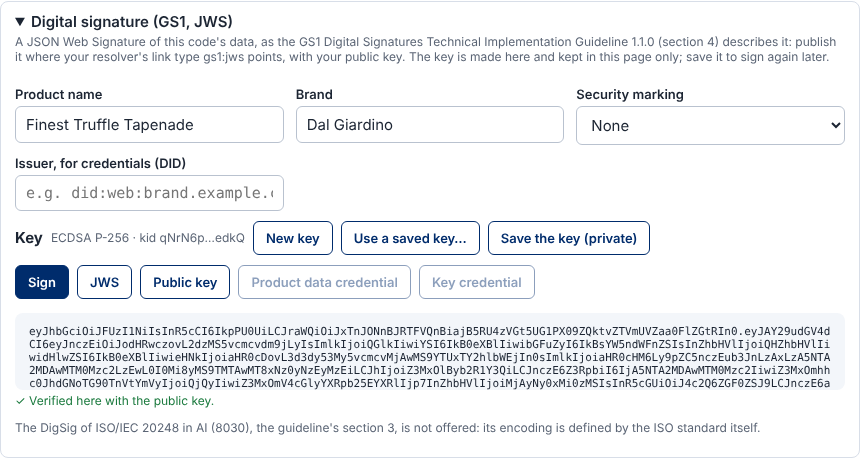 ▼ Digital signature (GS1, JWS)
A JSON Web Signature of this code's data, as the GS1 Digital Signatures Technical Implementation Guideline 1.1.0 (section 4) describes it: publish
it where your resolver's link type gs1:jws points, with your public key. The key is made here and kept in this page only; save it to sign again later.
Product name Brand Security marking
Finest Truffle Tapenade Dal Giardino None
Issuer, for credentials (DID)
e.g. did:web:brand.example.c
Key ECDSA P-256 · kid qNrN6p...edkQ New key Use a saved key... Save the key (private)
Sign JWS Public key Product data credential Key credential
eyJhbGciOiJFUzI1NiIsInR5cCI6IkpPU0UiLCJraWQiOiJxTnJONnBJRTFVQnBiajB5RU4zVGt5UG1PX09ZQktvZTVmUVZaa0FlZGtRIn0.eyJAY29udGV4d
CI6eyJnczEiOiJodHRwczovL2dzMS5vcmcvdm9jLyIsImlkIjoiQGlkIiwiYSI6IkB0eXBlIiwibGFuZyI6IkBsYW5ndWFnZSIsInZhbHVlIjoiQHZhbHVlIi
widHlwZSI6IkB0eXBlIiwieHNkIjoiaHR0cDovL3d3dy53My5vcmcvMjAwMS9YTUxTY2hlbWEjIn0sImlkIjoiaHR0cHM6Ly9pZC5nczEub3JnLzAxLzA5NTA
2MDAwMTM0Mzc2LzEwL0I0Mi8yMS9TMTAwMT8xNz0yNzEyMzEiLCJhIjoiZ3MxOlByb2R1Y3QiLCJnczE6Z3RpbiI6IjA5NTA2MDAwMTM0Mzc2IiwiZ3MxOmhh
c0JhdGNoTG90TnVtYmVyIjoiQjQyIiwiZ3MxOmV4cGlyYXRpb25EYXRlIjp7InZhbHVlIjoiMjAyNy0xMi0zMSIsInR5cGUiOiJ4c2Q6ZGF0ZSJ9LCJnczE6a
✓ Verified here with the public key.
The DigSig of ISO/IEC 20248 in AI (8030), the guideline's section 3, is not offered: its encoding is defined by the ISO standard itself.